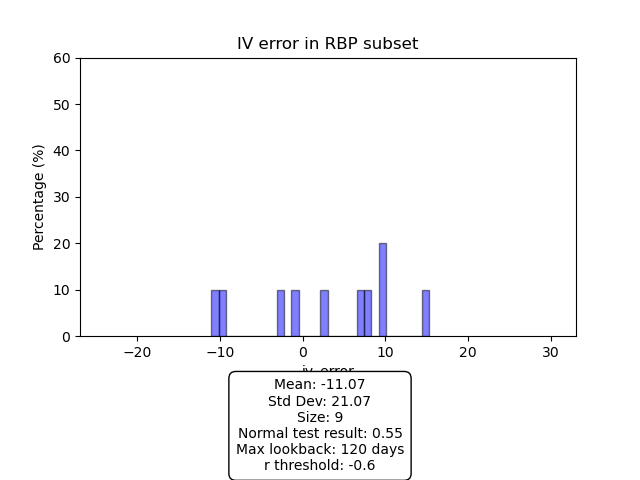 IV error in RBP subset
Percentage (%)
60
50
40
30
20
10
0
−20
−10
0
10
20
30
iv_error
Mean: -11.07
Std Dev: 21.07
Size: 9
Normal test result: 0.55
Max lookback: 120 days
r threshold: -0.6